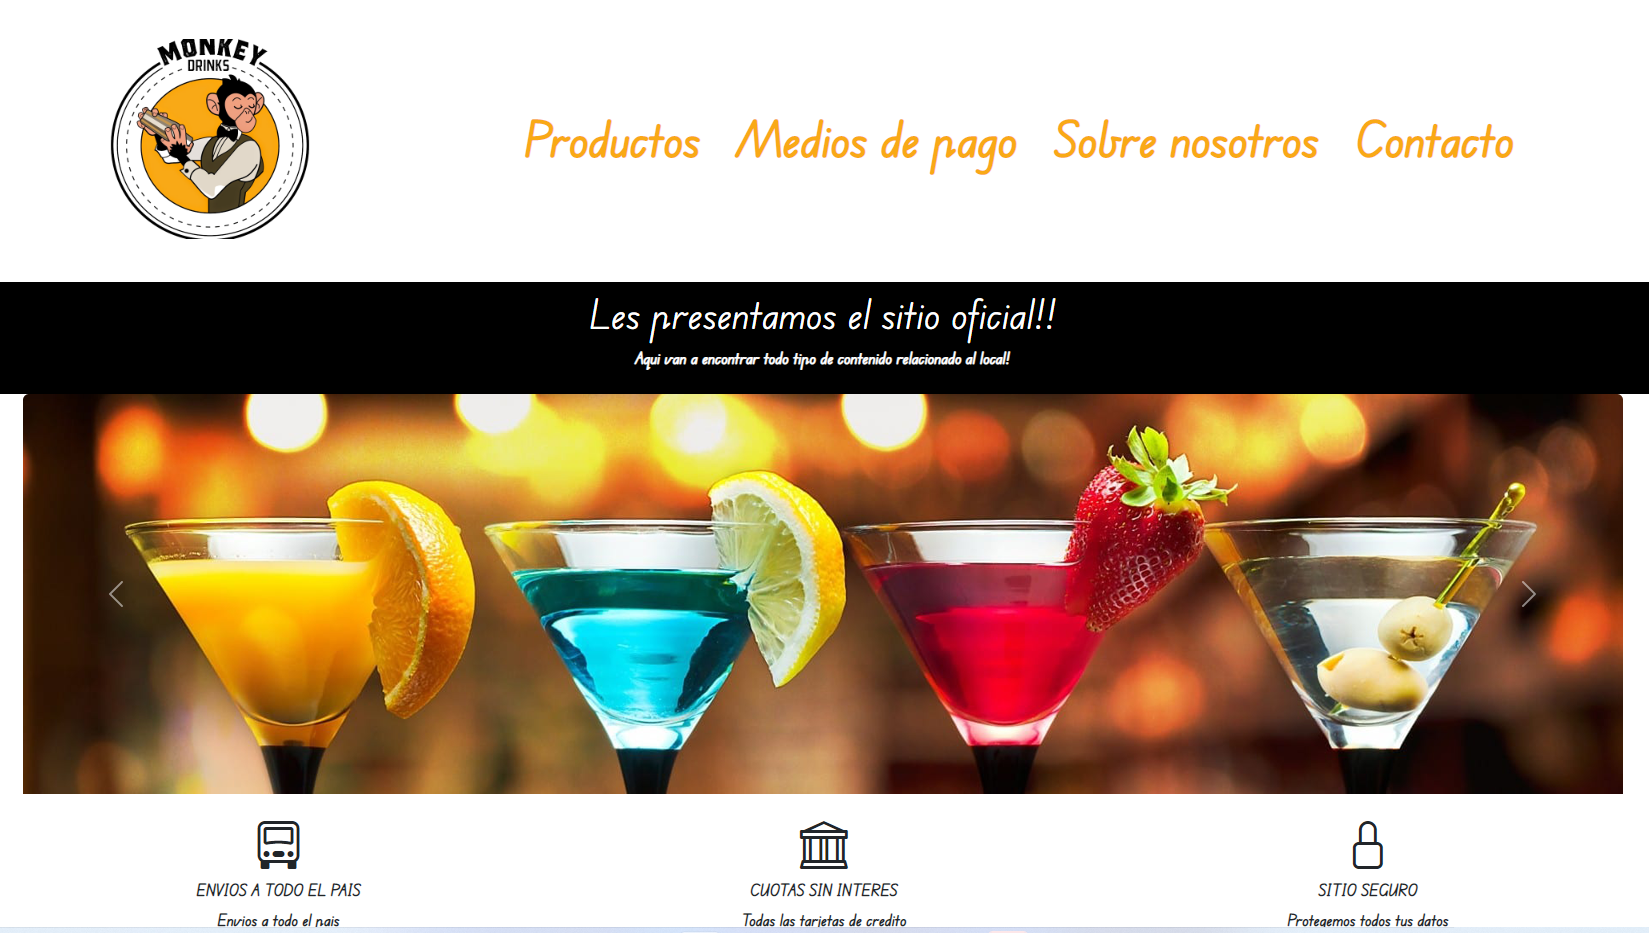 MONKEY
DRINKS
Productos Medios de pago Sobre nosotros Contacto
Les presentamos el sitio oficial!!
Aqui van a encontrar todo tipo de contenido relacionado al local!
ENVIOS A TODO EL PAIS
CUOTAS SIN INTERES
SITIO SEGURO
Envios a todo el pais
Todas las tarjetas de credito
Protegemos todos tus datos